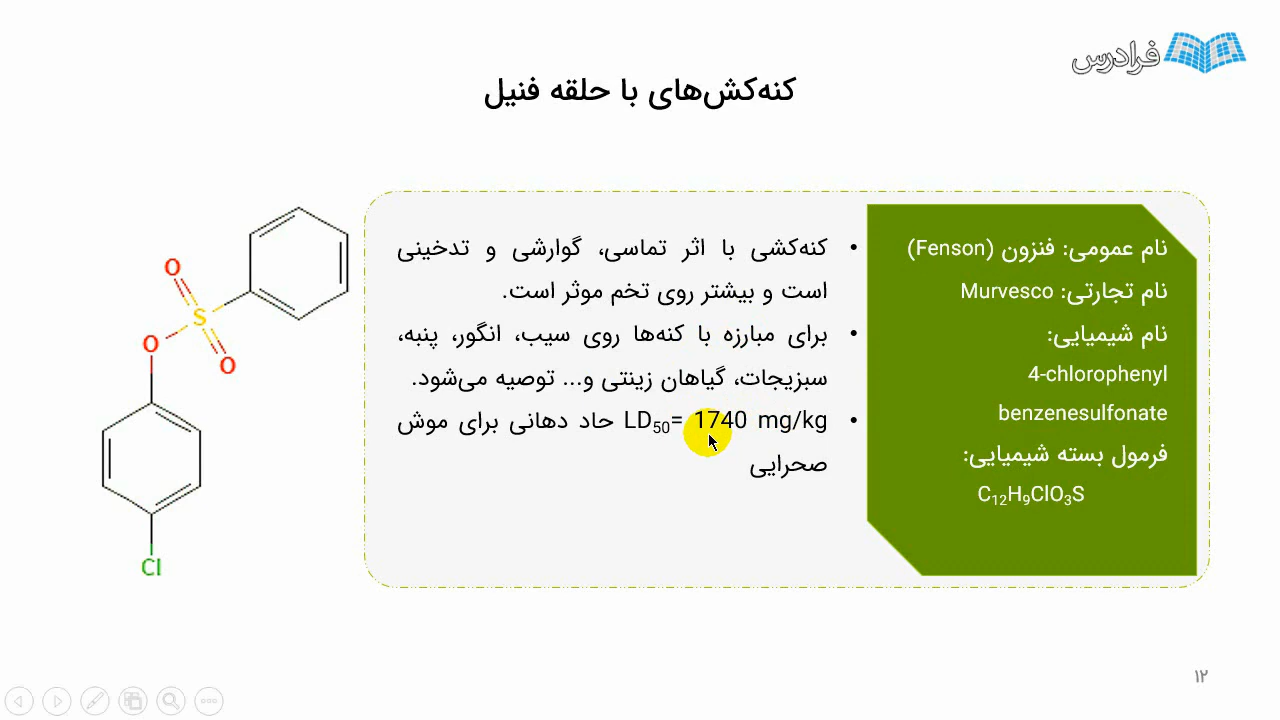 فرادرس
کنه‌کش‌های با حلقه فنیل
نام عمومی: فنزون (Fenson)
نام تجارتی: Murvesco
نام شیمیایی:
4-chlorophenyl
benzenesulfonate
فرمول بسته شیمیایی:
C₁₂H₉ClO₃S
• کنه‌کشی با اثر تماسی، گوارشی و تدخینی
است و بیشتر روی تخم موثر است.
• برای مبارزه با کنه‌ها روی سیب، انگور، پنبه،
سبزیجات، گیاهان زینتی و... توصیه می‌شود.
• LD₅₀= 1740 mg/kg حاد دهانی برای موش
صحرایی
O
S
O
O
Cl
۱۲